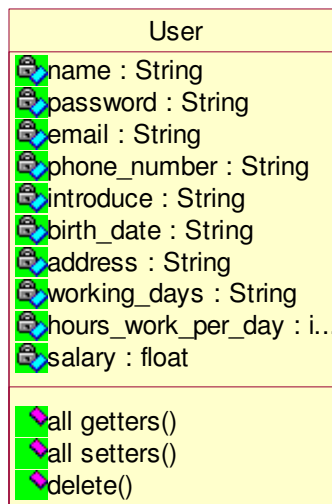 User
name : String
password : String
email : String
phone_number : String
introduce : String
birth_date : String
address : String
working_days : String
hours_work_per_day : i...
salary : float
all getters()
all setters()
delete()